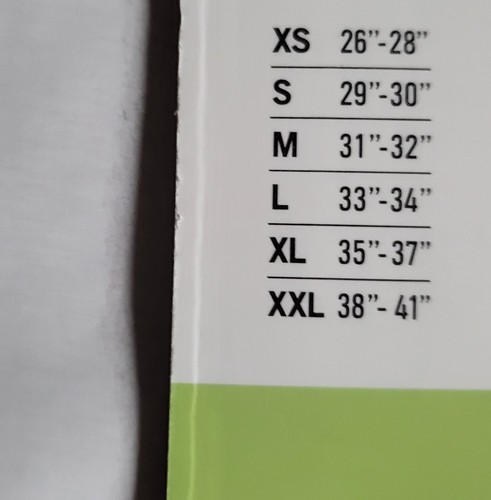 XS 26”-28”
S 29”-30”
M 31”-32”
L 33”-34”
XL 35”-37”
XXL 38”- 41”